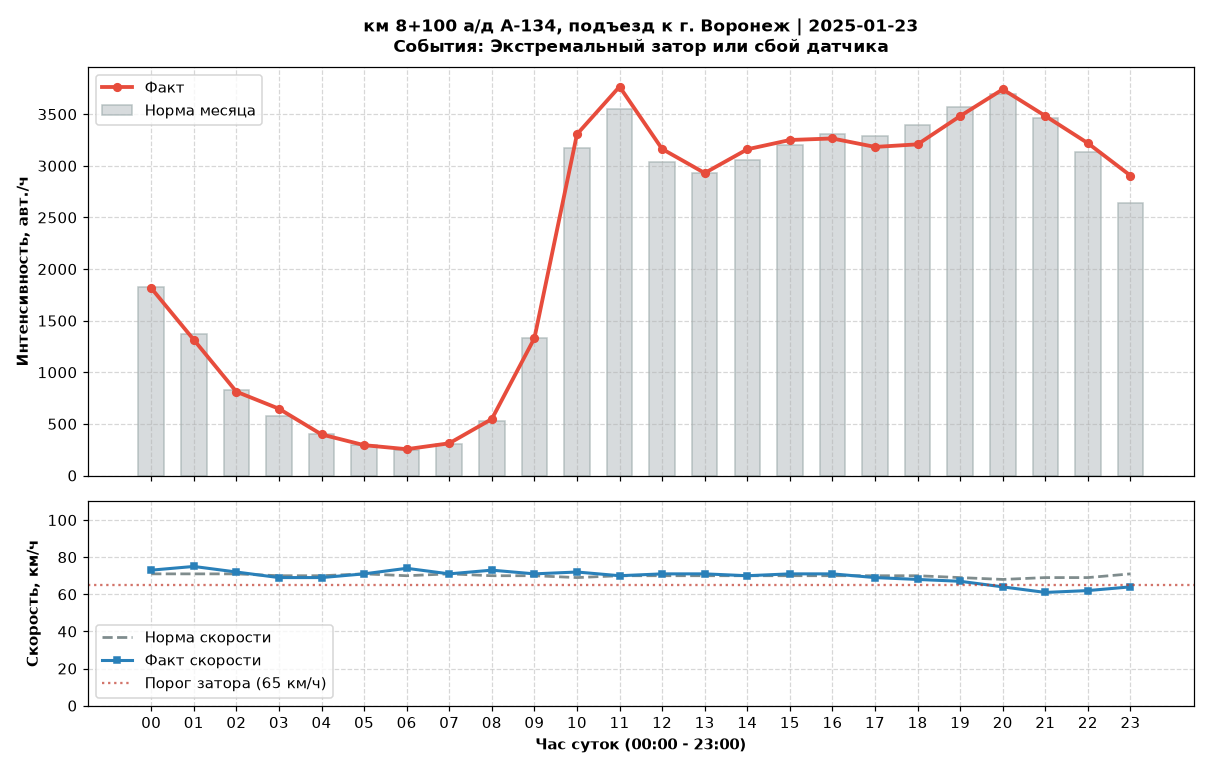 км 8+100 а/д А-134, подъезд к г. Воронеж | 2025-01-23
События: Экстремальный затор или сбой датчика
Факт
Норма месяца
Интенсивность, авт./ч
3500
3000
2500
2000
1500
1000
500
0
Скорость, км/ч
100
80
60
40
20
0
Норма скорости
Факт скорости
Порог затора (65 км/ч)
00 01 02 03 04 05 06 07 08 09 10 11 12 13 14 15 16 17 18 19 20 21 22 23
Час суток (00:00 - 23:00)